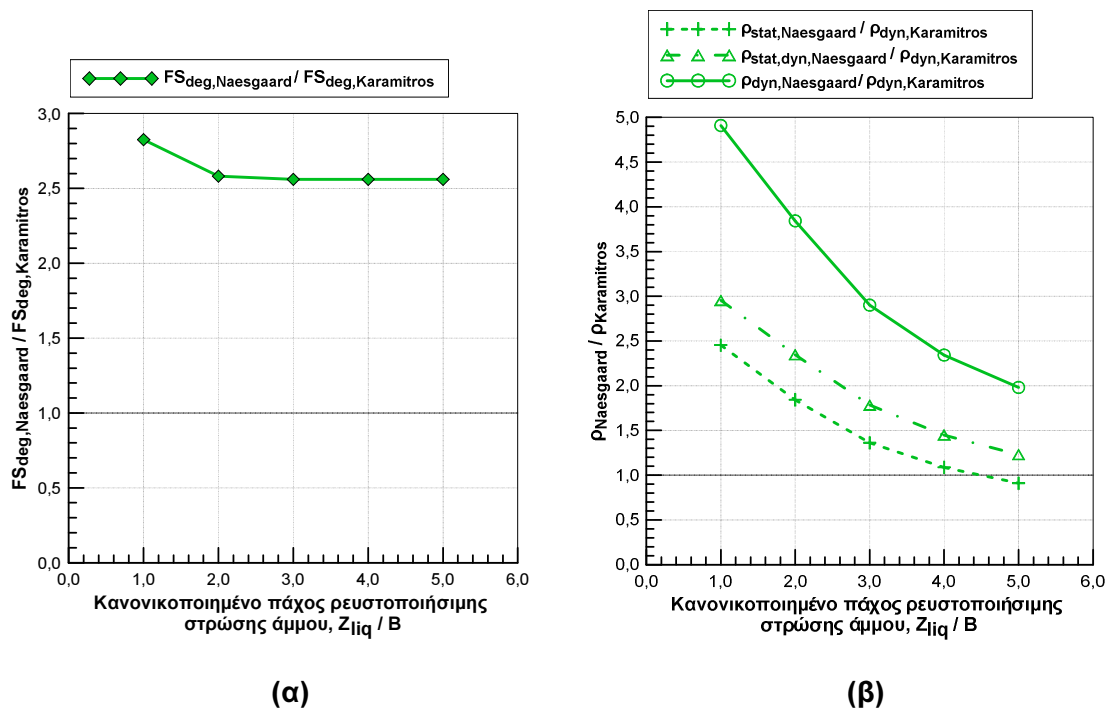 FSdeg,Naesgaard / FSdeg,Karamitros
3,0
2,5
2,0
1,5
1,0
0,5
0,0
FSdeg,Naesgaard / FSdeg,Karamitros
0,0 1,0 2,0 3,0 4,0 5,0 6,0
Κανονικοποιημένο πάχος ρευστοποιήσιμης
στρώσης άμμου, Zliq / B
(α)
ρstat,Naesgaard / ρdyn,Karamitros
ρstat,dyn,Naesgaard / ρdyn,Karamitros
ρdyn,Naesgaard/ ρdyn,Karamitros
5,0
4,5
4,0
3,5
3,0
2,5
2,0
1,5
1,0
0,5
0,0
ρNaesgaard / ρKaramitros
0,0 1,0 2,0 3,0 4,0 5,0 6,0
Κανονικοποιημένο πάχος ρευστοποιήσιμης
στρώσης άμμου, Zliq / B
(β)